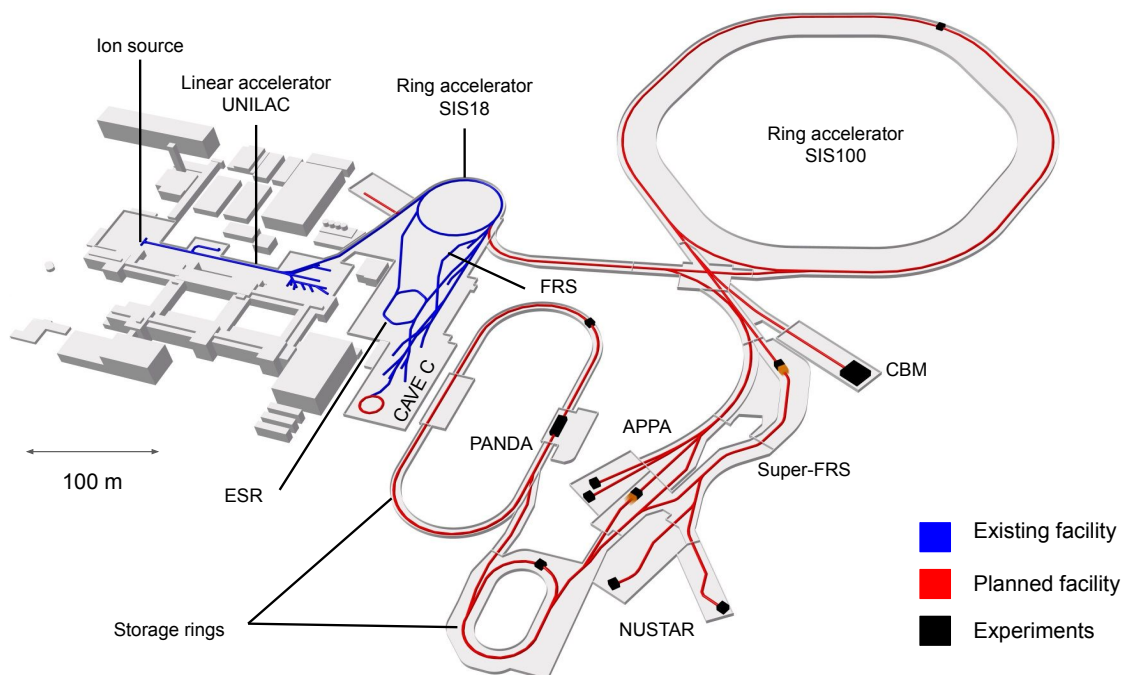 Ion source
Linear accelerator
UNILAC
Ring accelerator
SIS18
Ring accelerator
SIS100
FRS
CAVE C
CBM
PANDA
APPA
Super-FRS
100 m
ESR
NUSTAR
Storage rings
Existing facility
Planned facility
Experiments